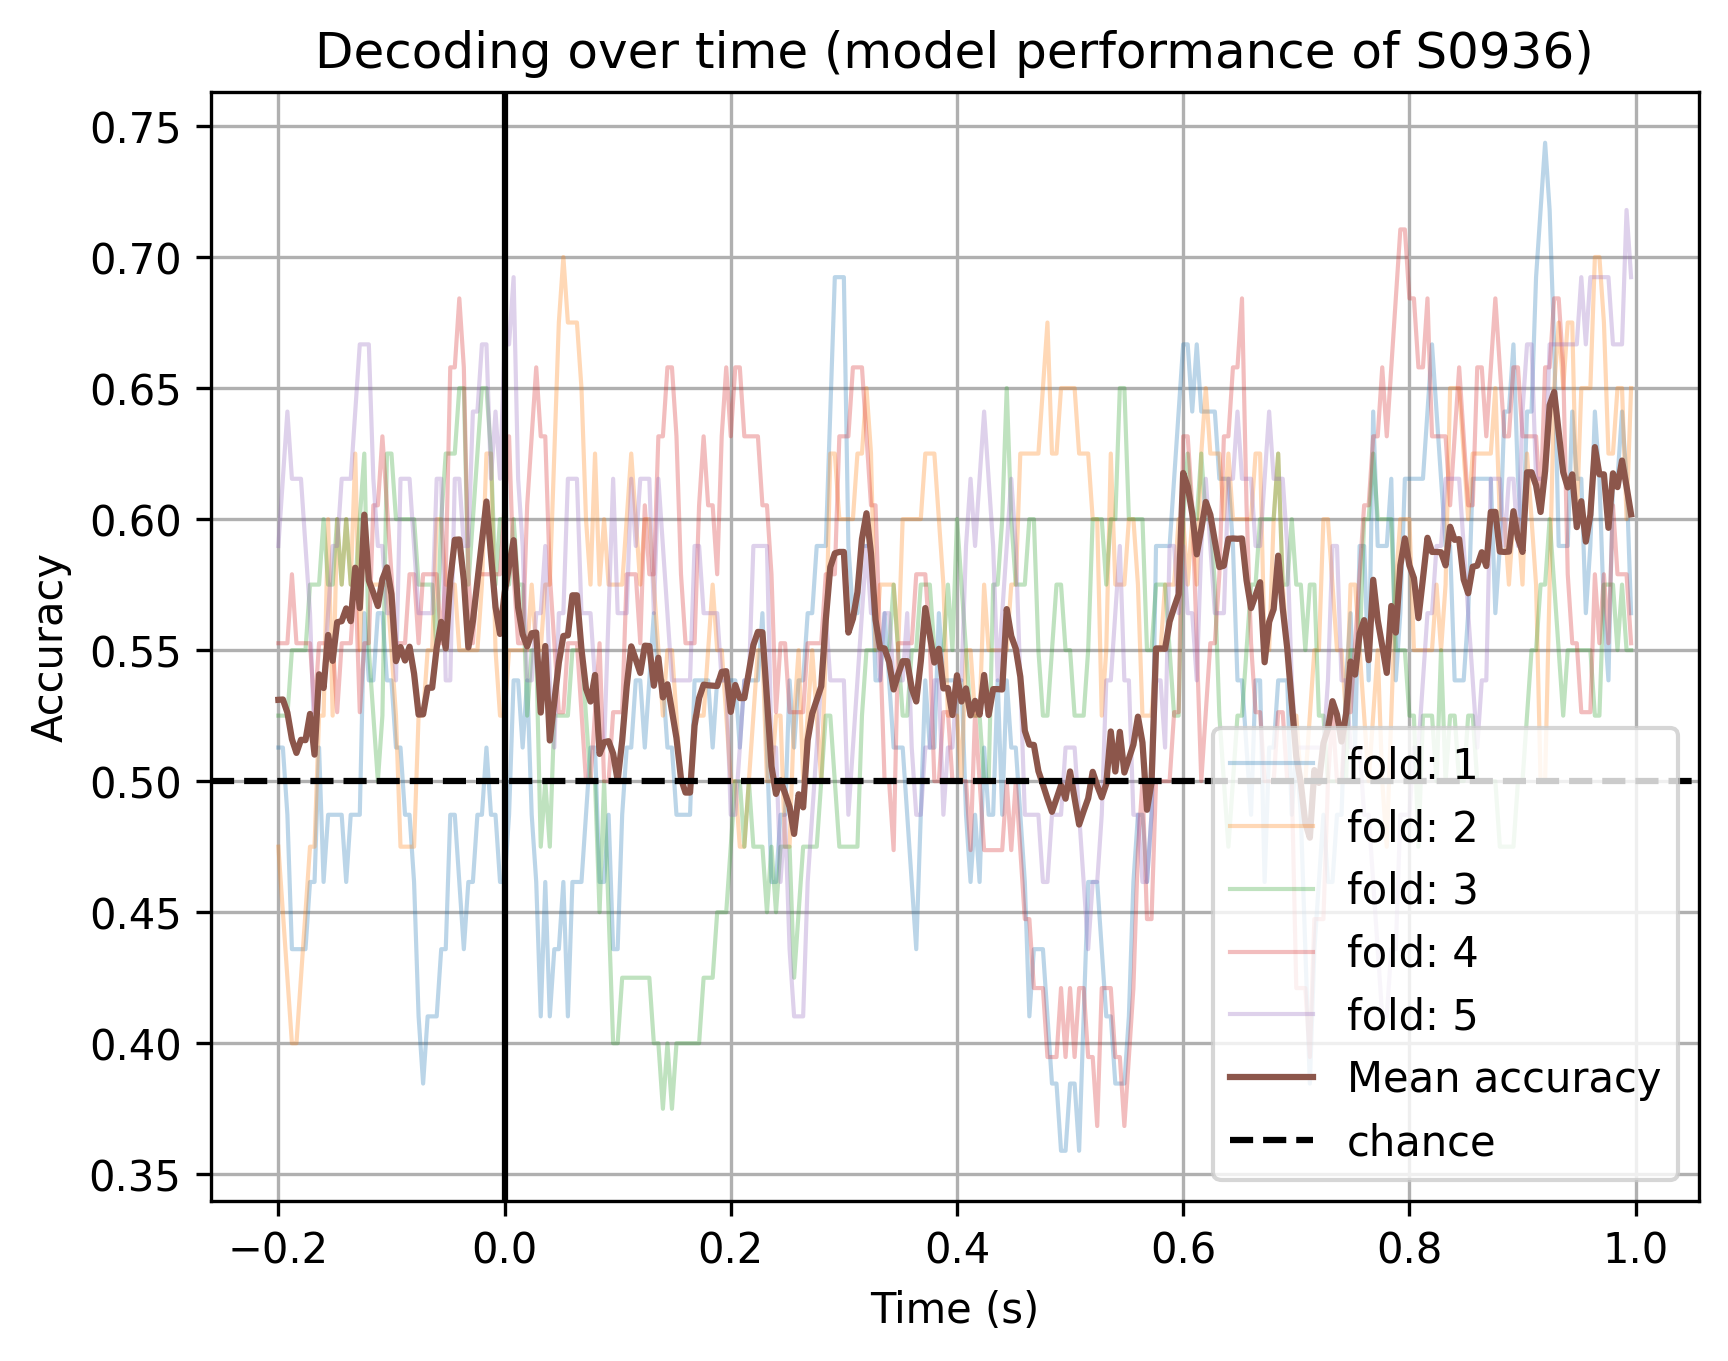 Decoding over time (model performance of S0936)
Accuracy
0.75
0.70
0.65
0.60
0.55
0.50
0.45
0.40
0.35
fold: 1
fold: 2
fold: 3
fold: 4
fold: 5
Mean accuracy
chance
−0.2
0.0
0.2
0.4
0.6
0.8
1.0
Time (s)